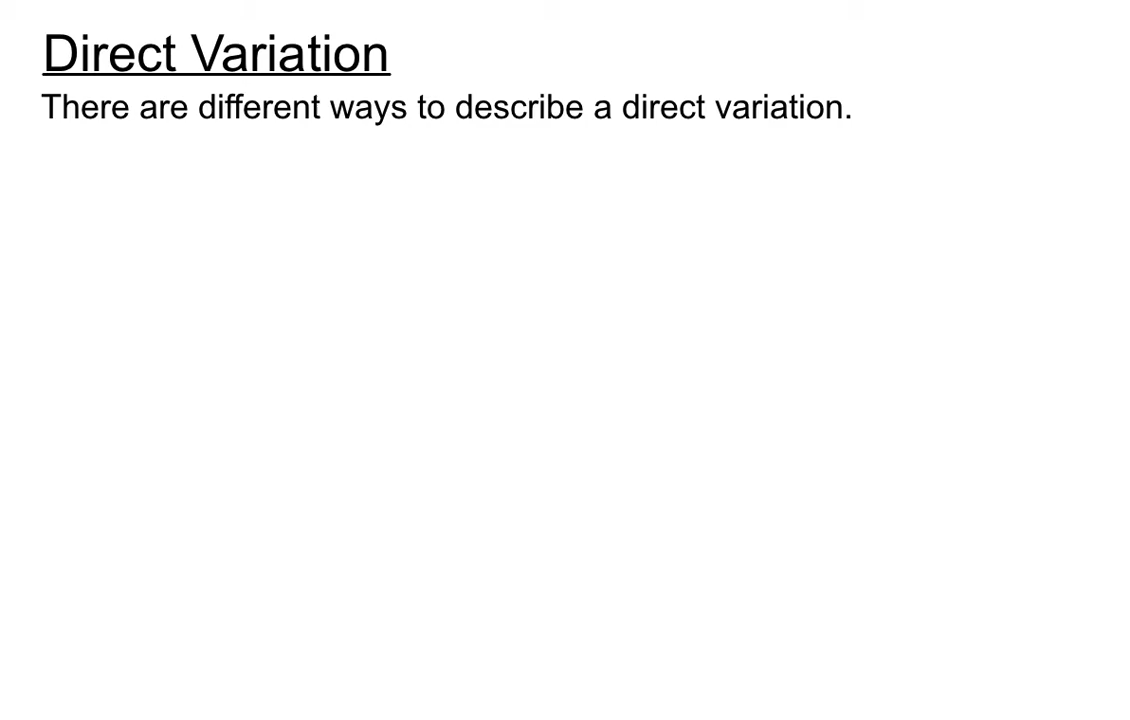 Direct Variation
There are different ways to describe a direct variation.